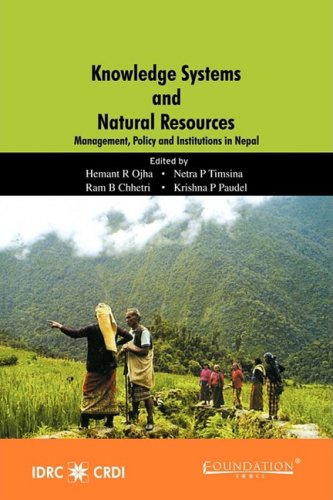 Knowledge Systems
and
Natural Resources
Management, Policy and Institutions in Nepal
Edited by
Hemant R Ojha • Netra P Timsina
Ram B Chhetri • Krishna P Paudel
IDRC CRDI
FOUNDATION
BOOKS